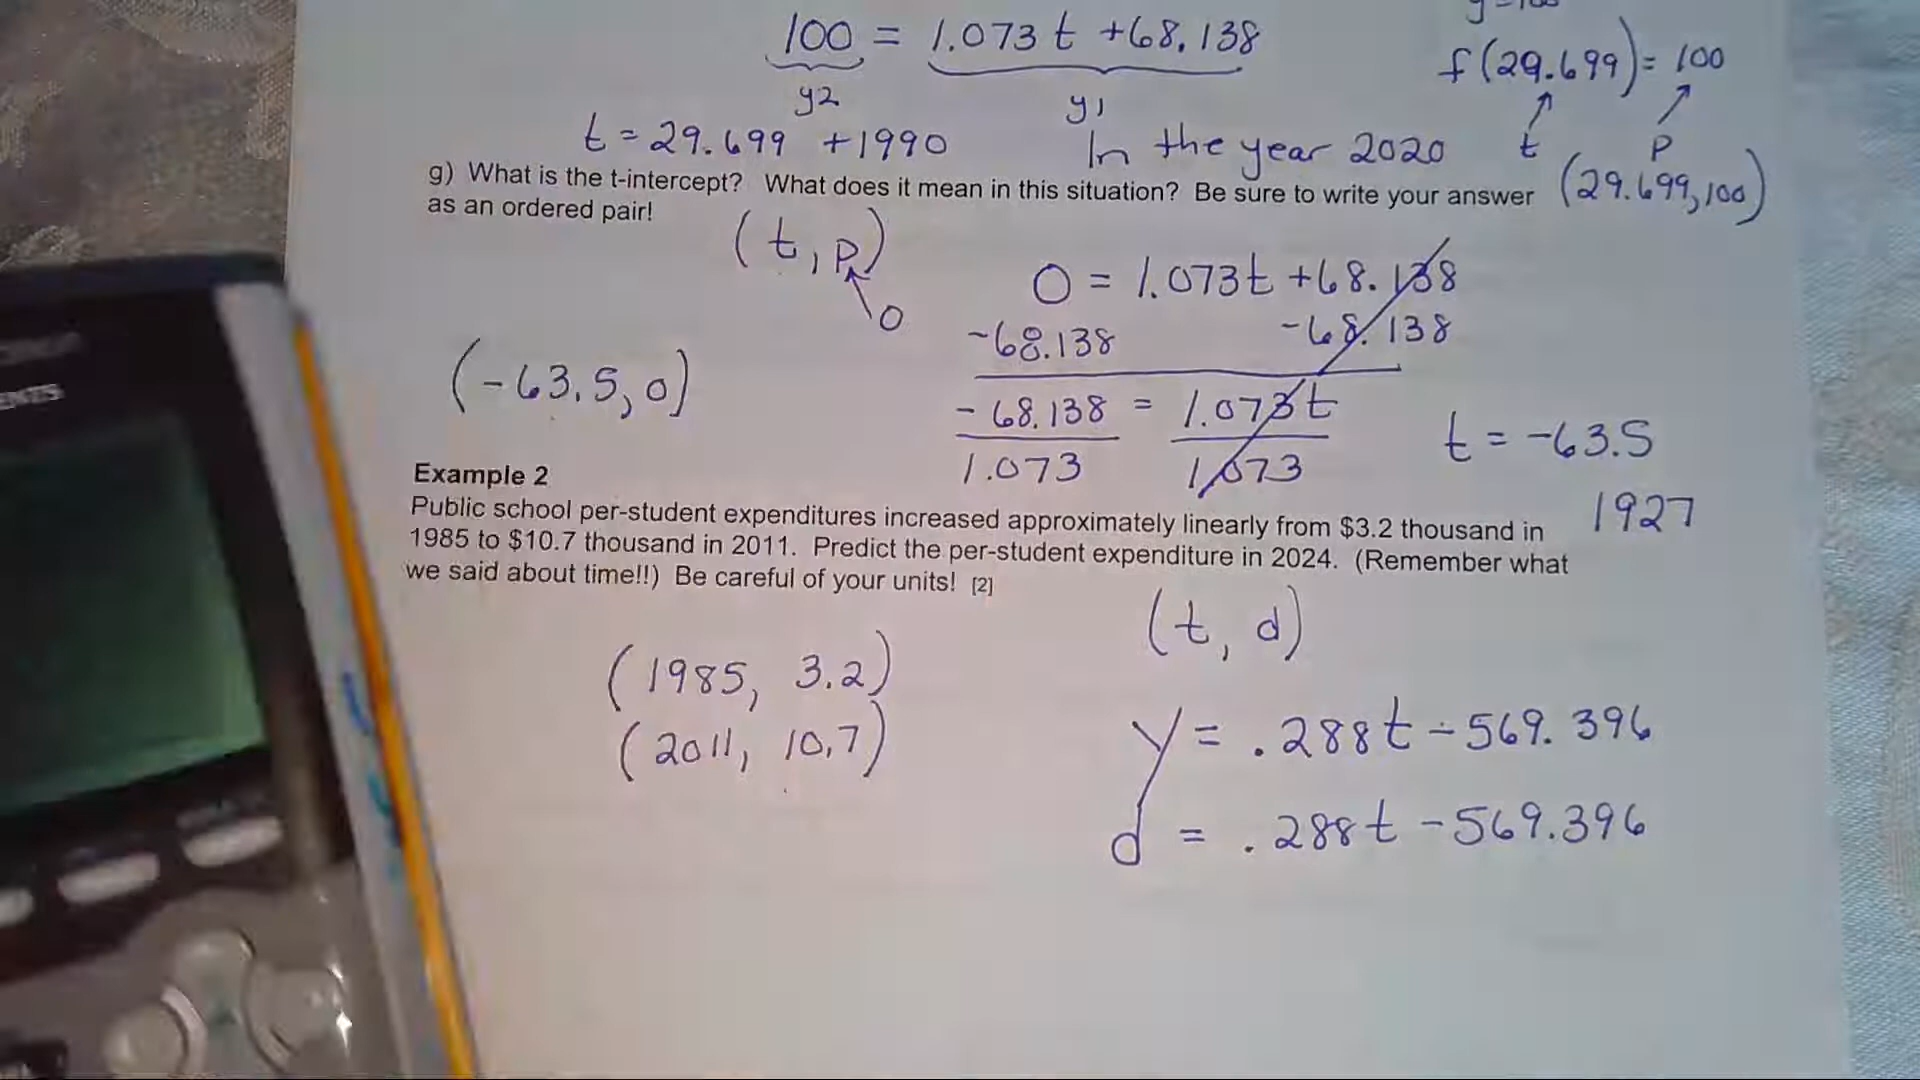 100 = 1.073t + 68.138
f(29.699) = 100
y2
y1
t
P
t = 29.699 + 1990
In the year 2020
(29.699, 100)
g) What is the t-intercept? What does it mean in this situation? Be sure to write your answer
as an ordered pair!
(t, P)
0
0 = 1.073t + 68.138
-68.138 -68.138
(-63.5, 0)
-68.138 = 1.073t
1.073 1.073
t = -63.5
1927
Example 2
Public school per-student expenditures increased approximately linearly from $3.2 thousand in
1985 to $10.7 thousand in 2011. Predict the per-student expenditure in 2024. (Remember what
we said about time!!) Be careful of your units! [2]
(t, d)
(1985, 3.2)
(2011, 10.7)
y = .288t - 569.396
d = .288t - 569.396